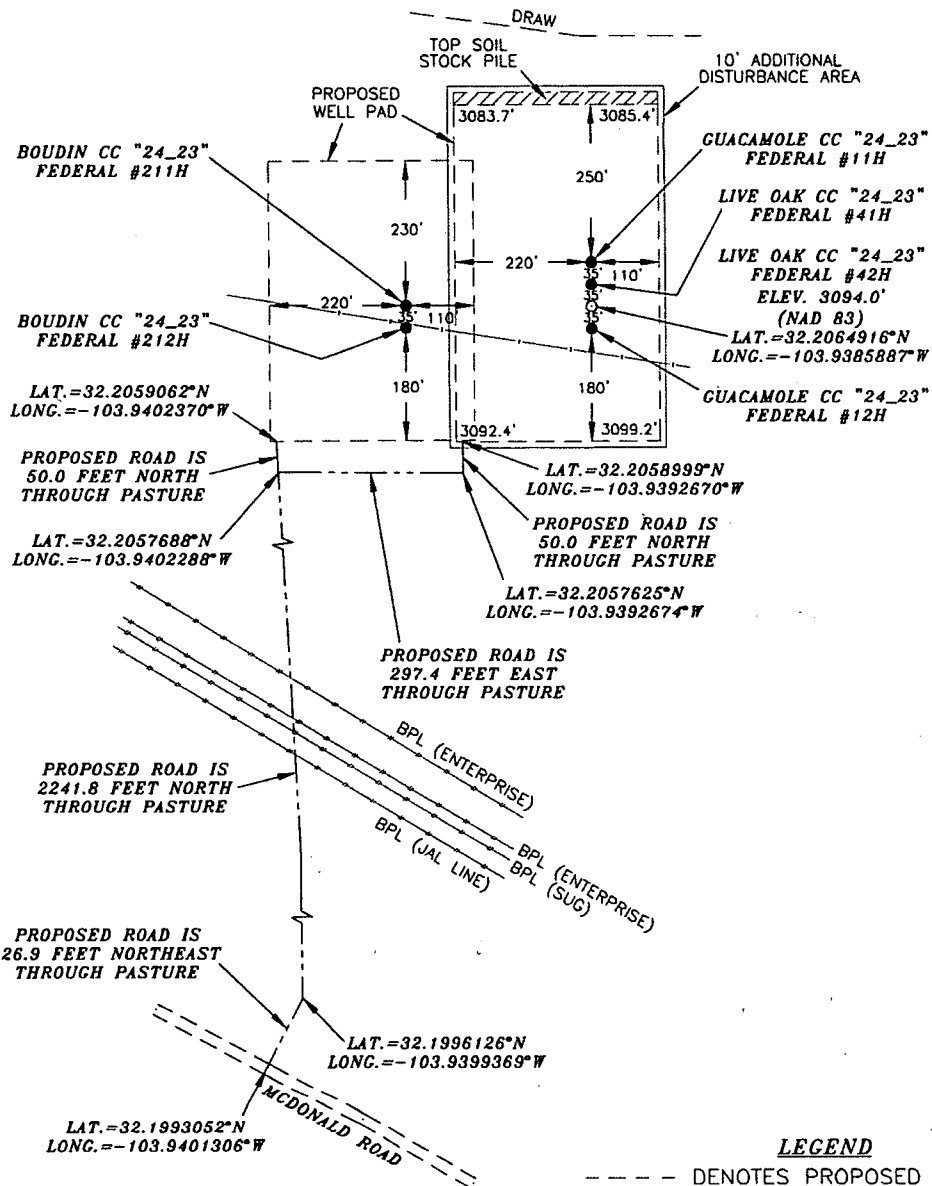 DRAW
TOP SOIL
STOCK PILE
10' ADDITIONAL
DISTURBANCE AREA
PROPOSED
WELL PAD
3083.7'
3085.4'
BOUDIN CC "24_23"
FEDERAL #211H
GUACAMOLE CC "24_23"
FEDERAL #11H
250'
230'
LIVE OAK CC "24_23"
FEDERAL #41H
220'
110'
35'
LIVE OAK CC "24_23"
FEDERAL #42H
ELEV. 3094.0'
(NAD 83)
LAT.=32.2064916°N
LONG.=-103.9385887°W
35'
35'
220'
110'
35'
BOUDIN CC "24_23"
FEDERAL #212H
180'
180'
GUACAMOLE CC "24_23"
FEDERAL #12H
LAT.=32.2059062°N
LONG.=-103.9402370°W
3092.4'
3099.2'
PROPOSED ROAD IS
50.0 FEET NORTH
THROUGH PASTURE
LAT.=32.2058999°N
LONG.=-103.9392670°W
PROPOSED ROAD IS
50.0 FEET NORTH
THROUGH PASTURE
LAT.=32.2057688°N
LONG.=-103.9402288°W
LAT.=32.2057625°N
LONG.=-103.9392674°W
PROPOSED ROAD IS
297.4 FEET EAST
THROUGH PASTURE
BPL (ENTERPRISE)
PROPOSED ROAD IS
2241.8 FEET NORTH
THROUGH PASTURE
BPL (JAL LINE)
BPL (ENTERPRISE)
BPL (SUG)
PROPOSED ROAD IS
26.9 FEET NORTHEAST
THROUGH PASTURE
LAT.=32.1996126°N
LONG.=-103.9399369°W
MCDONALD ROAD
LAT.=32.1993052°N
LONG.=-103.9401306°W
LEGEND
DENOTES PROPOSED